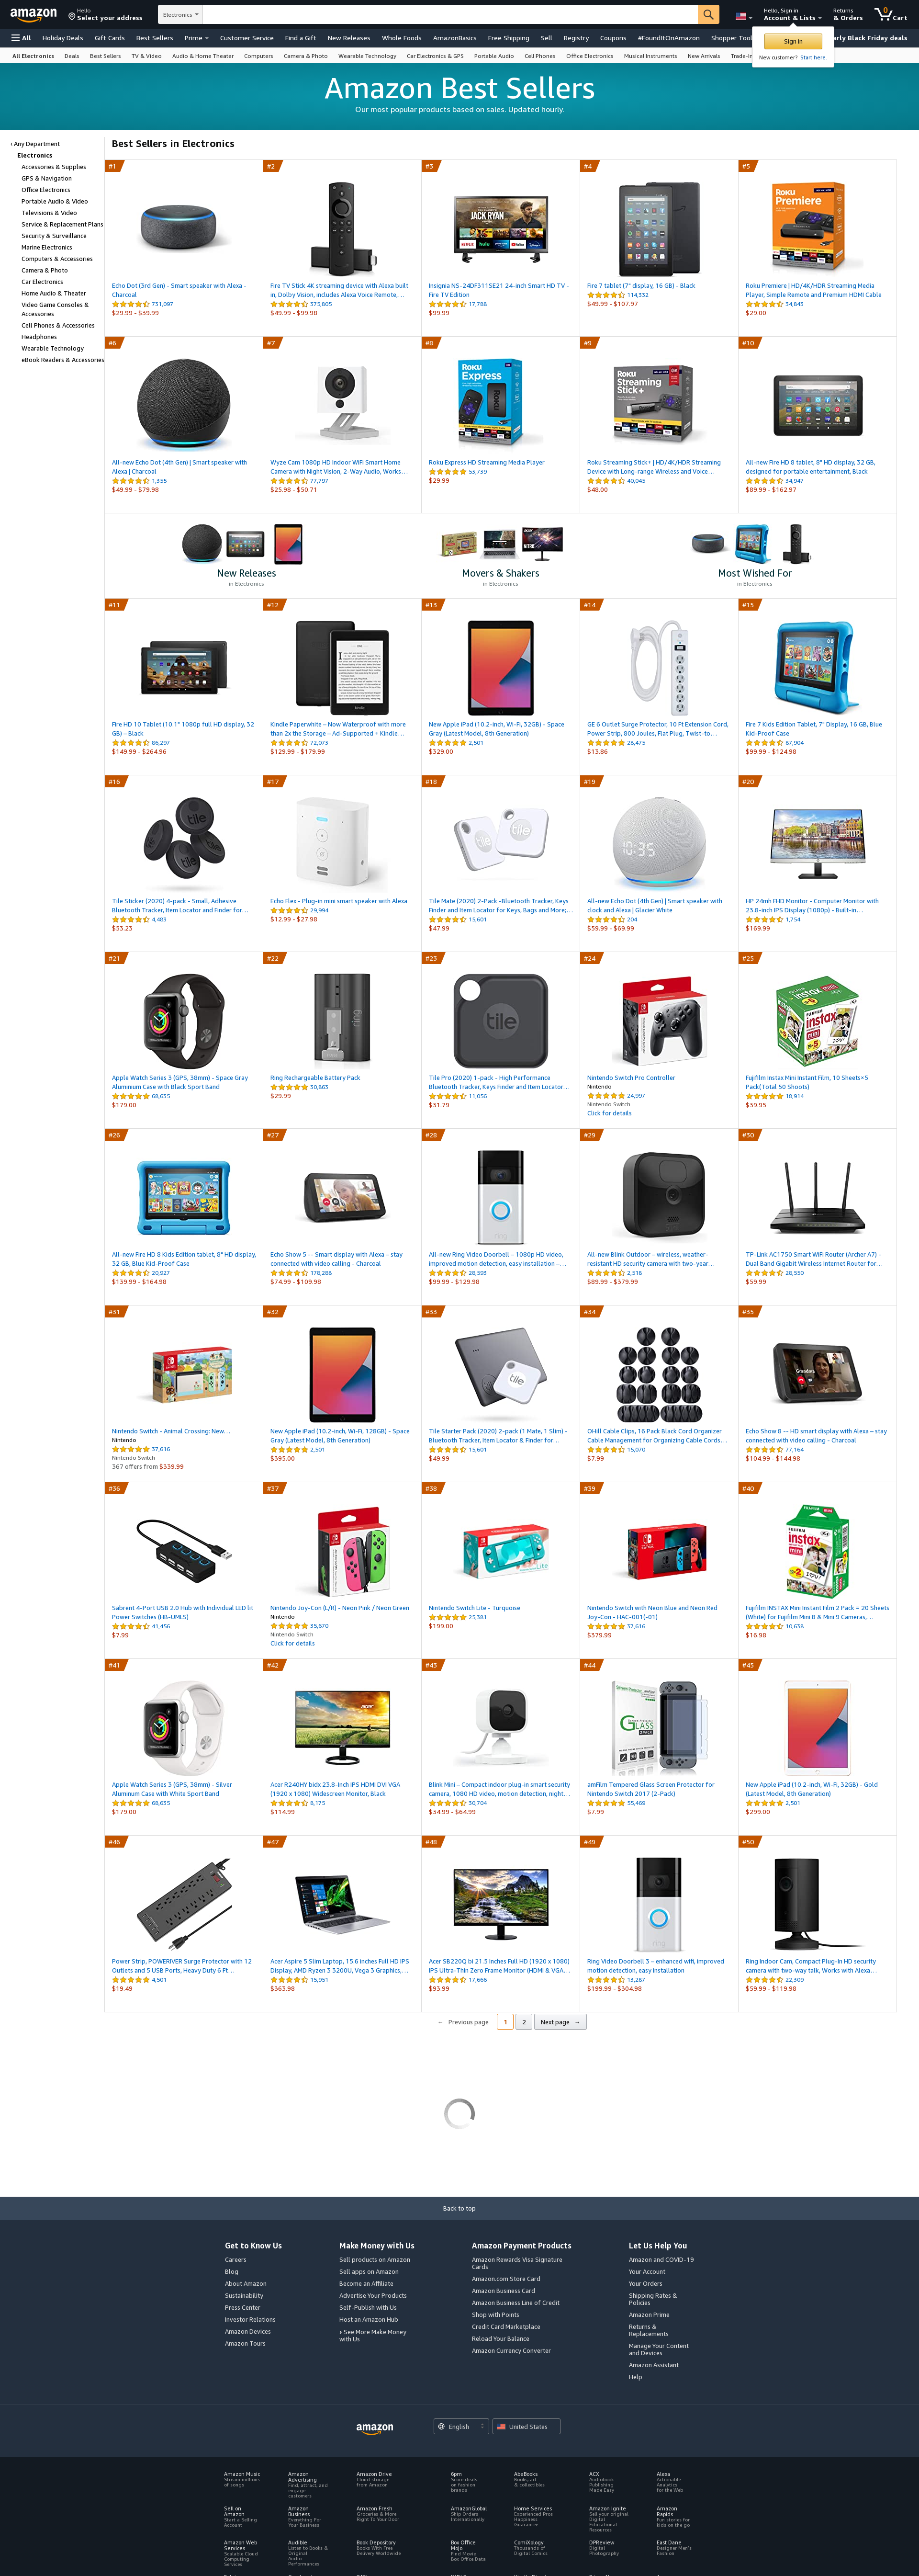 amazon
Hello
Select your address
Electronics
Hello, Sign in
Account & Lists
Returns
& Orders
0
Cart
All
Holiday Deals
Gift Cards
Best Sellers
Prime
Customer Service
Find a Gift
New Releases
Whole Foods
AmazonBasics
Free Shipping
Sell
Registry
Coupons
#FoundItOnAmazon
Sign in
New customer? Start here.
All Electronics
Deals
Best Sellers
TV & Video
Audio & Home Theater
Computers
Camera & Photo
Wearable Technology
Car Electronics & GPS
Portable Audio
Cell Phones
Office Electronics
Musical Instruments
New Arrivals
Amazon Best Sellers
Our most popular products based on sales. Updated hourly.
‹ Any Department
Electronics
Accessories & Supplies
GPS & Navigation
Office Electronics
Portable Audio & Video
Televisions & Video
Service & Replacement Plans
Security & Surveillance
Marine Electronics
Computers & Accessories
Camera & Photo
Car Electronics
Home Audio & Theater
Video Game Consoles &
Accessories
Cell Phones & Accessories
Headphones
Wearable Technology
eBook Readers & Accessories
Best Sellers in Electronics
#1
Echo Dot (3rd Gen) - Smart speaker with Alexa -
Charcoal
731,097
$29.99 - $39.99
#2
Fire TV Stick 4K streaming device with Alexa built
in, Dolby Vision, includes Alexa Voice Remote,…
375,805
$49.99 - $99.98
#3
Insignia NS-24DF311SE21 24-inch Smart HD TV -
Fire TV Edition
17,788
$99.99
#4
Fire 7 tablet (7" display, 16 GB) - Black
114,332
$49.99 - $107.97
#5
Roku Premiere | HD/4K/HDR Streaming Media
Player, Simple Remote and Premium HDMI Cable
34,843
$29.00
#6
All-new Echo Dot (4th Gen) | Smart speaker with
Alexa | Charcoal
1,355
$49.99 - $79.98
#7
Wyze Cam 1080p HD Indoor WiFi Smart Home
Camera with Night Vision, 2-Way Audio, Works…
77,797
$25.98 - $50.71
#8
Roku Express HD Streaming Media Player
53,739
$29.99
#9
Roku Streaming Stick+ | HD/4K/HDR Streaming
Device with Long-range Wireless and Voice…
40,045
$48.00
#10
All-new Fire HD 8 tablet, 8" HD display, 32 GB,
designed for portable entertainment, Black
34,947
$89.99 - $162.97
New Releases
in Electronics
Movers & Shakers
in Electronics
Most Wished For
in Electronics
#11
Fire HD 10 Tablet (10.1" 1080p full HD display, 32
GB) – Black
86,297
$149.99 - $264.96
#12
Kindle Paperwhite – Now Waterproof with more
than 2x the Storage – Ad-Supported + Kindle…
72,073
$129.99 - $179.99
#13
New Apple iPad (10.2-inch, Wi-Fi, 32GB) - Space
Gray (Latest Model, 8th Generation)
2,501
$329.00
#14
GE 6 Outlet Surge Protector, 10 Ft Extension Cord,
Power Strip, 800 Joules, Flat Plug, Twist-to…
28,475
$13.86
#15
Fire 7 Kids Edition Tablet, 7" Display, 16 GB, Blue
Kid-Proof Case
67,904
$99.99 - $124.98
#16
Tile Sticker (2020) 4-pack - Small, Adhesive
Bluetooth Tracker, Item Locator and Finder for…
4,483
$53.23
#17
Echo Flex - Plug-in mini smart speaker with Alexa
29,994
$12.99 - $27.98
#18
Tile Mate (2020) 2-Pack -Bluetooth Tracker, Keys
Finder and Item Locator for Keys, Bags and More;…
15,601
$47.99
#19
All-new Echo Dot (4th Gen) | Smart speaker with
clock and Alexa | Glacier White
204
$59.99 - $69.99
#20
HP 24mh FHD Monitor - Computer Monitor with
23.8-inch IPS Display (1080p) - Built-in…
1,754
$169.99
#21
Apple Watch Series 3 (GPS, 38mm) - Space Gray
Aluminium Case with Black Sport Band
68,635
$179.00
#22
Ring Rechargeable Battery Pack
30,863
$29.99
#23
Tile Pro (2020) 1-pack - High Performance
Bluetooth Tracker, Keys Finder and Item Locator…
11,056
$31.79
#24
Nintendo Switch Pro Controller
Nintendo
24,997
Nintendo Switch
Click for details
#25
Fujifilm Instax Mini Instant Film, 10 Sheets×5
Pack(Total 50 Shoots)
18,914
$39.95
#26
All-new Fire HD 8 Kids Edition tablet, 8" HD display,
32 GB, Blue Kid-Proof Case
20,927
$139.99 - $164.98
#27
Echo Show 5 -- Smart display with Alexa – stay
connected with video calling - Charcoal
178,288
$74.99 - $109.98
#28
All-new Ring Video Doorbell – 1080p HD video,
improved motion detection, easy installation –…
28,593
$99.99 - $129.98
#29
All-new Blink Outdoor – wireless, weather-
resistant HD security camera with two-year…
2,518
$89.99 - $379.99
#30
TP-Link AC1750 Smart WiFi Router (Archer A7) -
Dual Band Gigabit Wireless Internet Router for…
28,550
$59.99
#31
Nintendo Switch - Animal Crossing: New…
Nintendo
37,616
Nintendo Switch
367 offers from $339.99
#32
New Apple iPad (10.2-inch, Wi-Fi, 128GB) - Space
Gray (Latest Model, 8th Generation)
2,501
$395.00
#33
Tile Starter Pack (2020) 2-pack (1 Mate, 1 Slim) -
Bluetooth Tracker, Item Locator & Finder for…
15,601
$49.99
#34
OHill Cable Clips, 16 Pack Black Cord Organizer
Cable Management for Organizing Cable Cords…
15,070
$7.99
#35
Echo Show 8 -- HD smart display with Alexa – stay
connected with video calling - Charcoal
77,164
$104.99 - $144.98
#36
Sabrent 4-Port USB 2.0 Hub with Individual LED lit
Power Switches (HB-UMLS)
41,456
$7.99
#37
Nintendo Joy-Con (L/R) - Neon Pink / Neon Green
Nintendo
35,670
Nintendo Switch
Click for details
#38
Nintendo Switch Lite - Turquoise
25,381
$199.00
#39
Nintendo Switch with Neon Blue and Neon Red
Joy-Con - HAC-001(-01)
37,616
$379.99
#40
Fujifilm INSTAX Mini Instant Film 2 Pack = 20 Sheets
(White) for Fujifilm Mini 8 & Mini 9 Cameras,…
10,638
$16.98
#41
Apple Watch Series 3 (GPS, 38mm) - Silver
Aluminum Case with White Sport Band
68,635
$179.00
#42
Acer R240HY bidx 23.8-Inch IPS HDMI DVI VGA
(1920 x 1080) Widescreen Monitor, Black
8,175
$114.99
#43
Blink Mini – Compact indoor plug-in smart security
camera, 1080 HD video, motion detection, night…
30,704
$34.99 - $64.99
#44
amFilm Tempered Glass Screen Protector for
Nintendo Switch 2017 (2-Pack)
55,469
$7.99
#45
New Apple iPad (10.2-inch, Wi-Fi, 32GB) - Gold
(Latest Model, 8th Generation)
2,501
$299.00
#46
Power Strip, POWERIVER Surge Protector with 12
Outlets and 5 USB Ports, Heavy Duty 6 Ft…
4,501
$19.49
#47
Acer Aspire 5 Slim Laptop, 15.6 inches Full HD IPS
Display, AMD Ryzen 3 3200U, Vega 3 Graphics,…
15,951
$363.98
#48
Acer SB220Q bi 21.5 Inches Full HD (1920 x 1080)
IPS Ultra-Thin Zero Frame Monitor (HDMI & VGA…
17,666
$93.99
#49
Ring Video Doorbell 3 – enhanced wifi, improved
motion detection, easy installation
13,287
$199.99 - $304.98
#50
Ring Indoor Cam, Compact Plug-In HD security
camera with two-way talk, Works with Alexa…
22,309
$59.99 - $119.98
← Previous page
1
2
Next page →
Back to top
Get to Know Us
Careers
Blog
About Amazon
Sustainability
Press Center
Investor Relations
Amazon Devices
Amazon Tours
Make Money with Us
Sell products on Amazon
Sell apps on Amazon
Become an Affiliate
Advertise Your Products
Self-Publish with Us
Host an Amazon Hub
› See More Make Money
with Us
Amazon Payment Products
Amazon Rewards Visa Signature
Cards
Amazon.com Store Card
Amazon Business Card
Amazon Business Line of Credit
Shop with Points
Credit Card Marketplace
Reload Your Balance
Amazon Currency Converter
Let Us Help You
Amazon and COVID-19
Your Account
Your Orders
Shipping Rates &
Policies
Amazon Prime
Returns &
Replacements
Manage Your Content
and Devices
Amazon Assistant
Help
amazon
English
United States
Amazon Music
Stream millions
of songs
Amazon
Advertising
Find, attract, and
engage
customers
Amazon Drive
Cloud storage
from Amazon
6pm
Score deals
on fashion
brands
AbeBooks
Books, art
& collectibles
ACX
Audiobook
Publishing
Made Easy
Alexa
Actionable
Analytics
for the Web
Sell on
Amazon
Start a Selling
Account
Amazon
Business
Everything For
Your Business
Amazon Fresh
Groceries & More
Right To Your Door
AmazonGlobal
Ship Orders
Internationally
Home Services
Experienced Pros
Happiness
Guarantee
Amazon Ignite
Sell your original
Digital
Educational
Resources
Amazon
Rapids
Fun stories for
kids on the go
Amazon Web
Services
Scalable Cloud
Computing
Services
Audible
Listen to Books &
Original
Audio
Performances
Book Depository
Books With Free
Delivery Worldwide
Box Office
Mojo
Find Movie
Box Office Data
ComiXology
Thousands of
Digital Comics
DPReview
Digital
Photography
East Dane
Designer Men's
Fashion